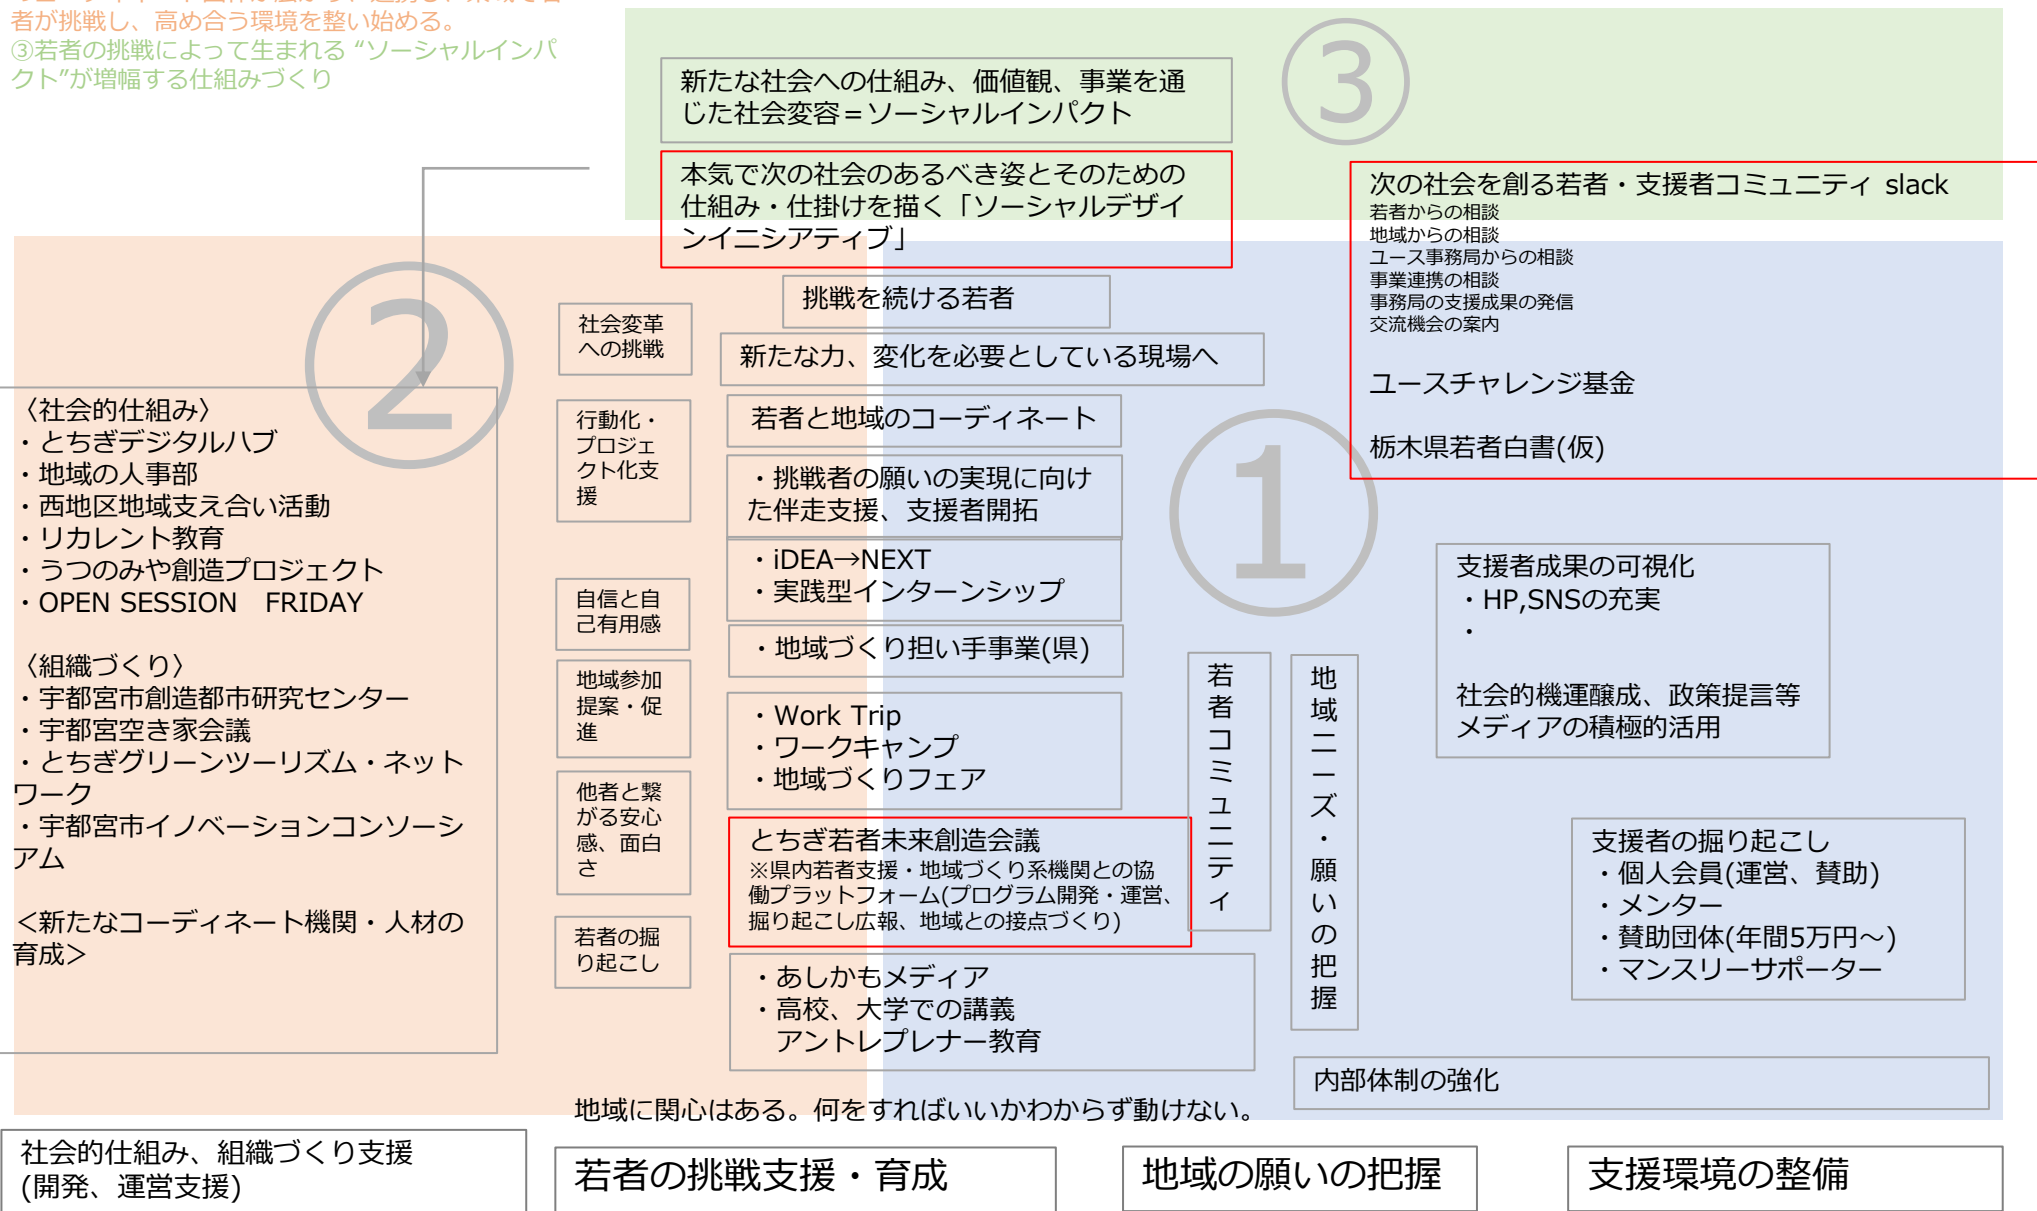 者が挑戦し、高め合う環境を整い始める。
③若者の挑戦によって生まれる “ソーシャルインパ
クト”が増幅する仕組みづくり
③
新たな社会への仕組み、価値観、事業を通
じた社会変容＝ソーシャルインパクト
本気で次の社会のあるべき姿とそのための
仕組み・仕掛けを描く「ソーシャルデザイ
ンイニシアティブ」
次の社会を創る若者・支援者コミュニティ slack
若者からの相談
地域からの相談
ユース事務局からの相談
事業連携の相談
事務局の支援成果の発信
交流機会の案内
ユースチャレンジ基金
栃木県若者白書(仮)
②
〈社会的仕組み〉
・とちぎデジタルハブ
・地域の人事部
・西地区地域支え合い活動
・リカレント教育
・うつのみや創造プロジェクト
・OPEN SESSION　FRIDAY
〈組織づくり〉
・宇都宮市創造都市研究センター
・宇都宮空き家会議
・とちぎグリーンツーリズム・ネット
ワーク
・宇都宮市イノベーションコンソーシ
アム
＜新たなコーディネート機関・人材の
育成＞
社会変革
への挑戦
行動化・
プロジェ
クト化支
援
自信と自
己有用感
地域参加
提案・促
進
他者と繋
がる安心
感、面白
さ
若者の掘
り起こし
挑戦を続ける若者
新たな力、変化を必要としている現場へ
若者と地域のコーディネート
・挑戦者の願いの実現に向け
た伴走支援、支援者開拓
・iDEA→NEXT
・実践型インターンシップ
・地域づくり担い手事業(県)
・Work Trip
・ワークキャンプ
・地域づくりフェア
とちぎ若者未来創造会議
※県内若者支援・地域づくり系機関との協
働プラットフォーム(プログラム開発・運営、
掘り起こし広報、地域との接点づくり)
・あしかもメディア
・高校、大学での講義
アントレプレナー教育
①
若者コミュニティ
地域ニーズ・願いの把握
支援者成果の可視化
・HP,SNSの充実
・
社会的機運醸成、政策提言等
メディアの積極的活用
支援者の掘り起こし
・個人会員(運営、賛助)
・メンター
・賛助団体(年間5万円～)
・マンスリーサポーター
内部体制の強化
地域に関心はある。何をすればいいかわからず動けない。
社会的仕組み、組織づくり支援
(開発、運営支援)
若者の挑戦支援・育成
地域の願いの把握
支援環境の整備